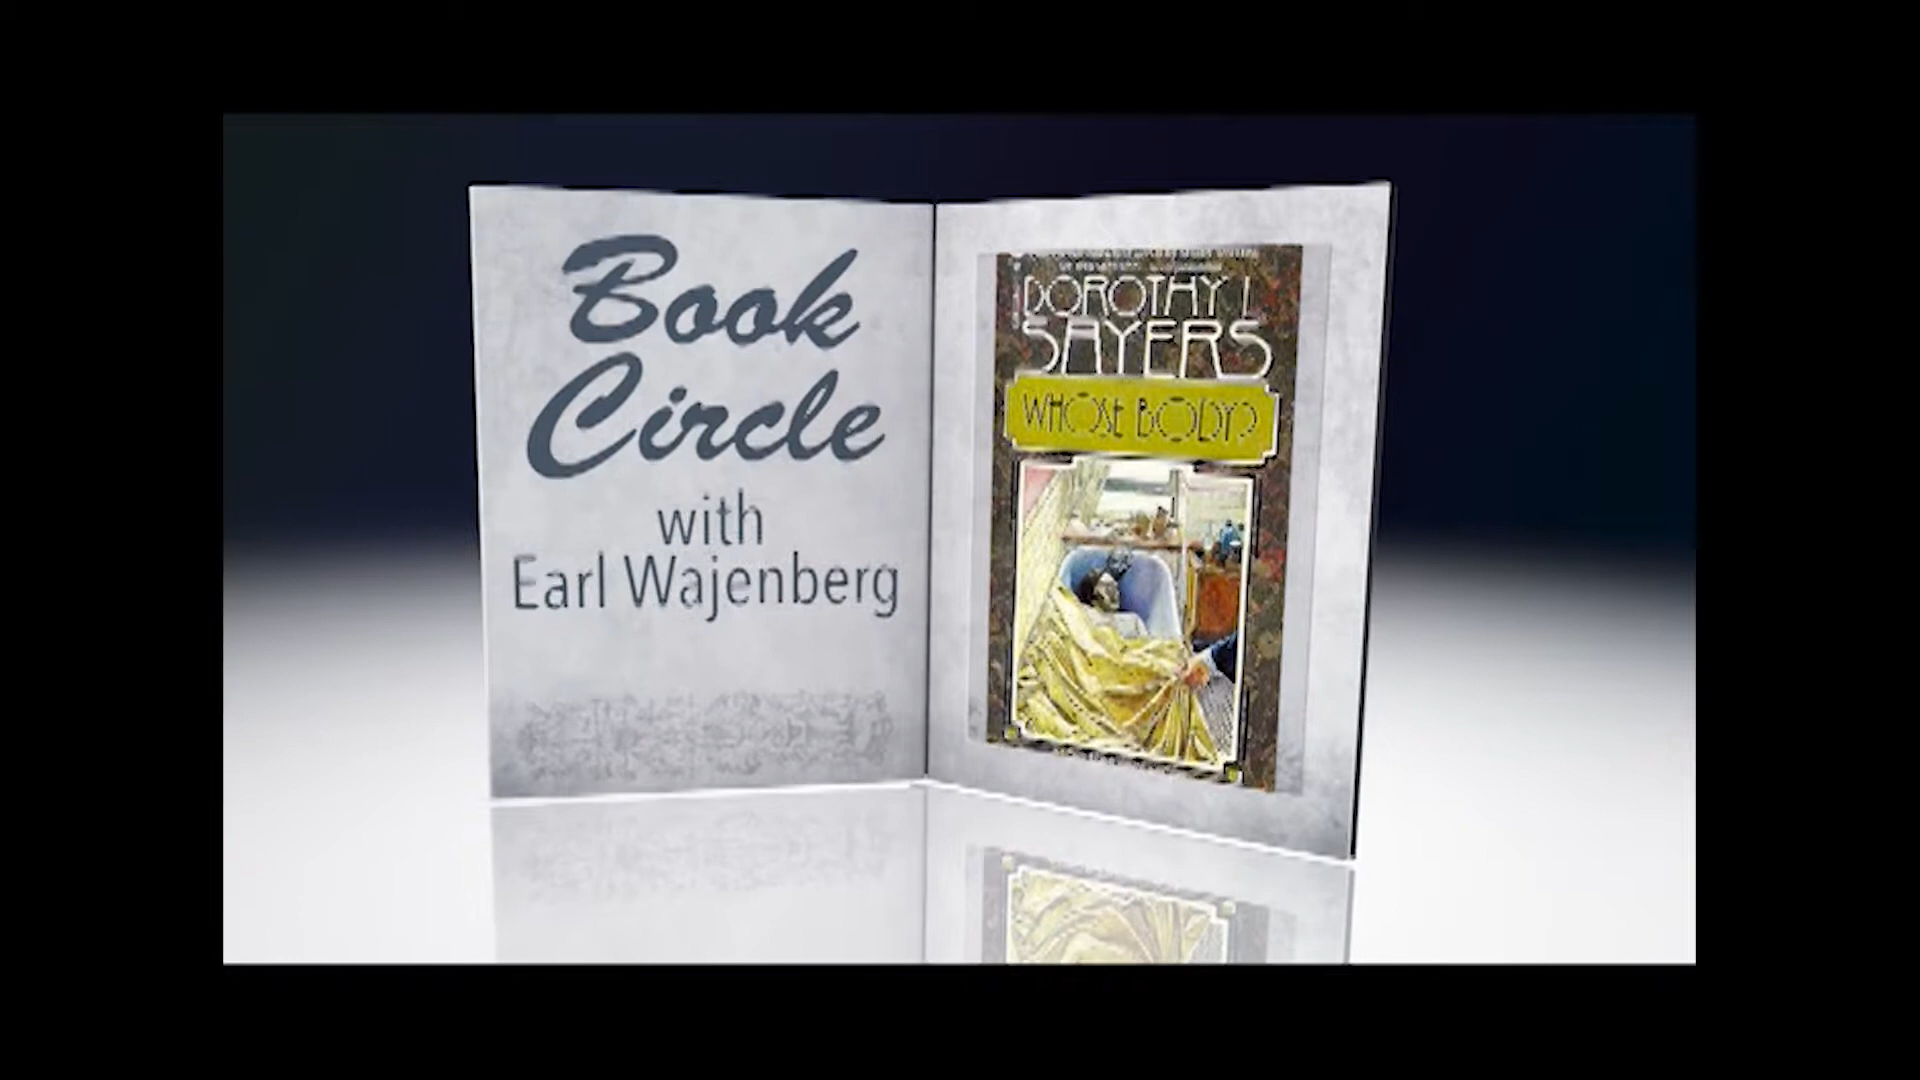 Book
Circle
with
Earl Wajenberg
DOROTHY L
SAYERS
WHOSE BODY?